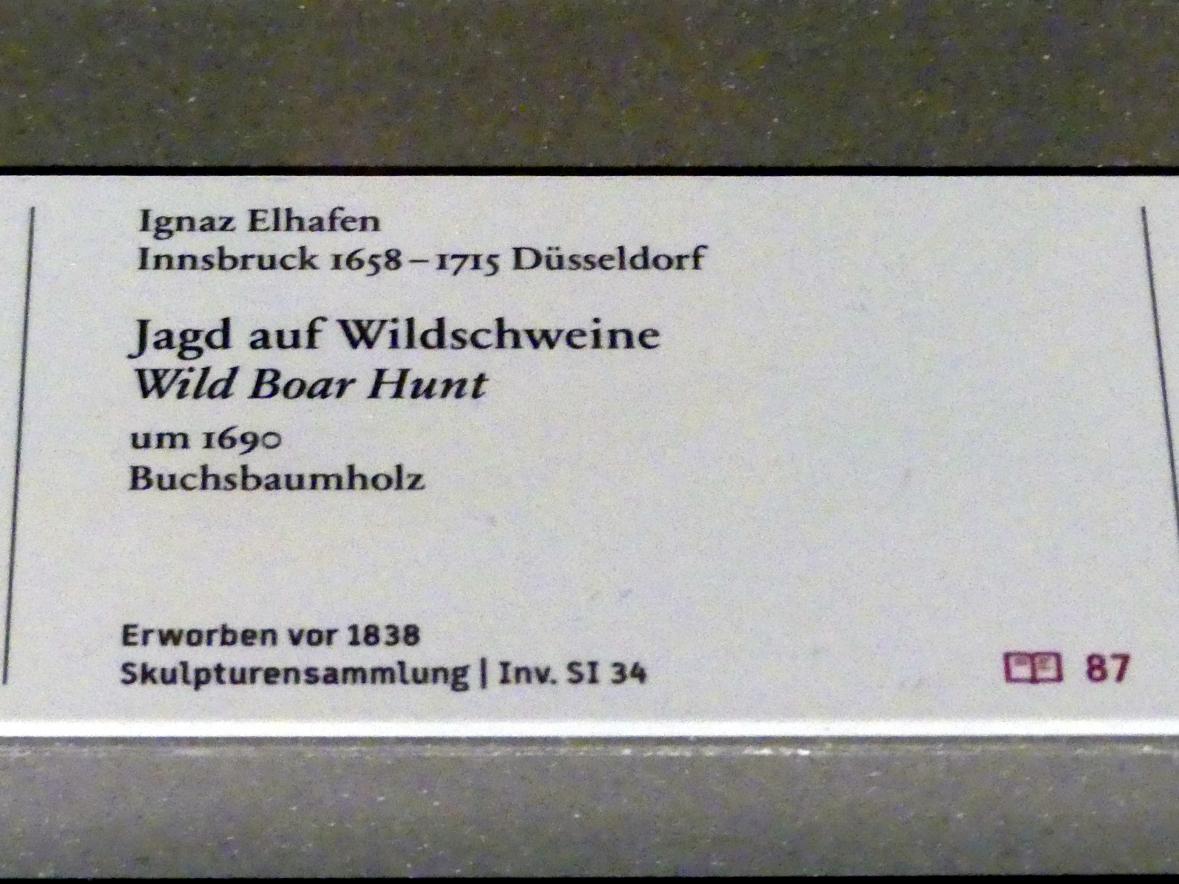 Ignaz Elhafen
Innsbruck 1658–1715 Düsseldorf
Jagd auf Wildschweine
Wild Boar Hunt
um 1690
Buchsbaumholz
Erworben vor 1838
Skulpturensammlung | Inv. SI 34
87